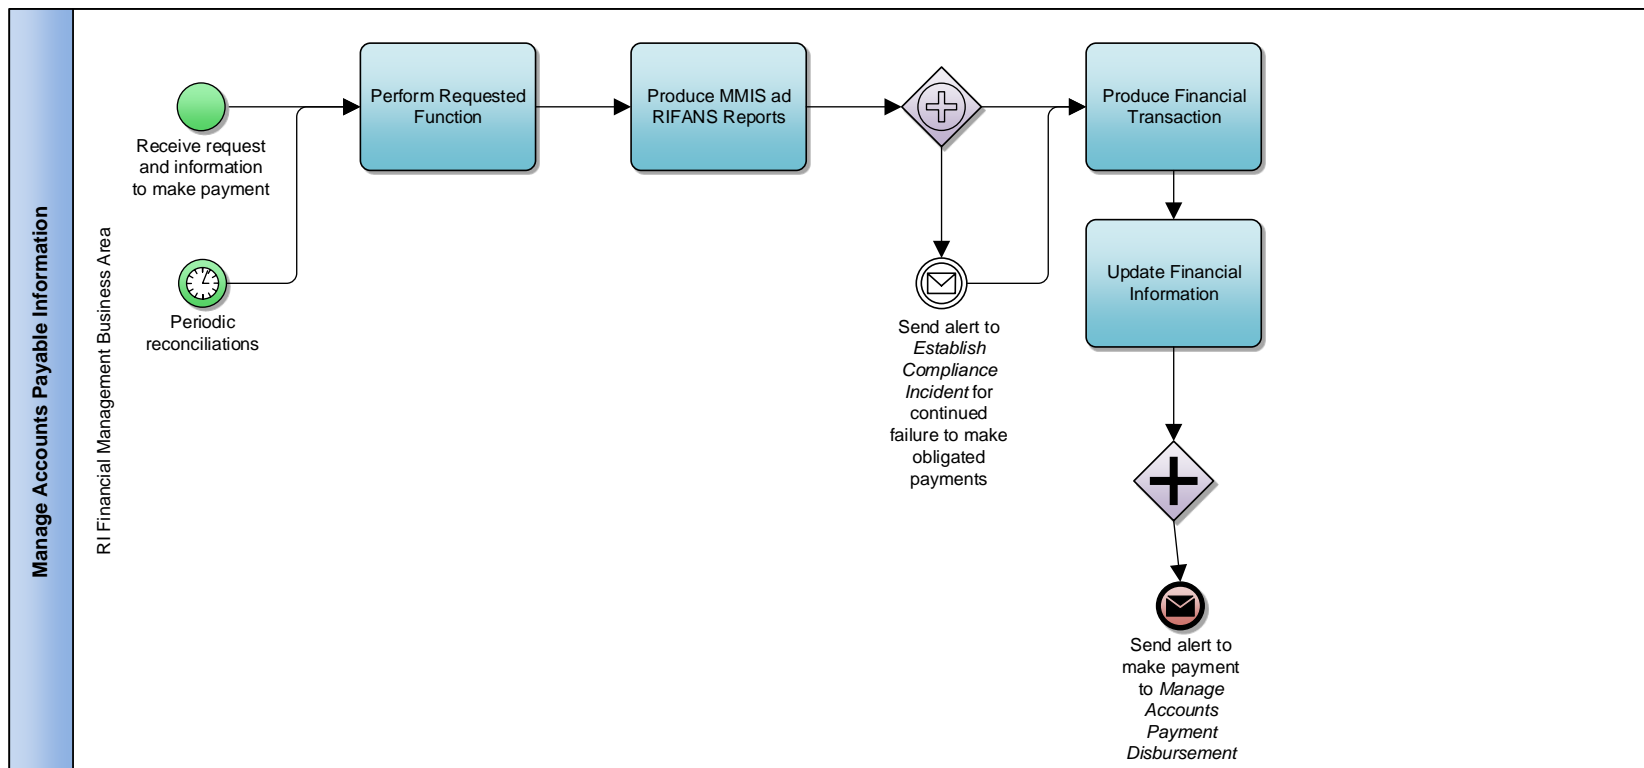 Manage Accounts Payable Information
RI Financial Management Business Area
Receive request
and information
to make payment
Periodic
reconciliations
Perform Requested
Function
Produce MMIS ad
RIFANS Reports
Send alert to
Establish
Compliance
Incident for
continued
failure to make
obligated
payments
Produce Financial
Transaction
Update Financial
Information
Send alert to
make payment
to Manage
Accounts
Payment
Disbursement